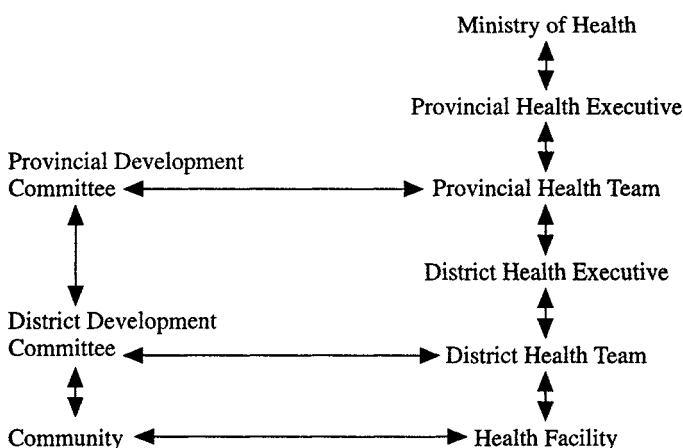 Ministry of Health
Provincial Health Executive
Provincial Development
Committee
Provincial Health Team
District Health Executive
District Development
Committee
District Health Team
Community
Health Facility